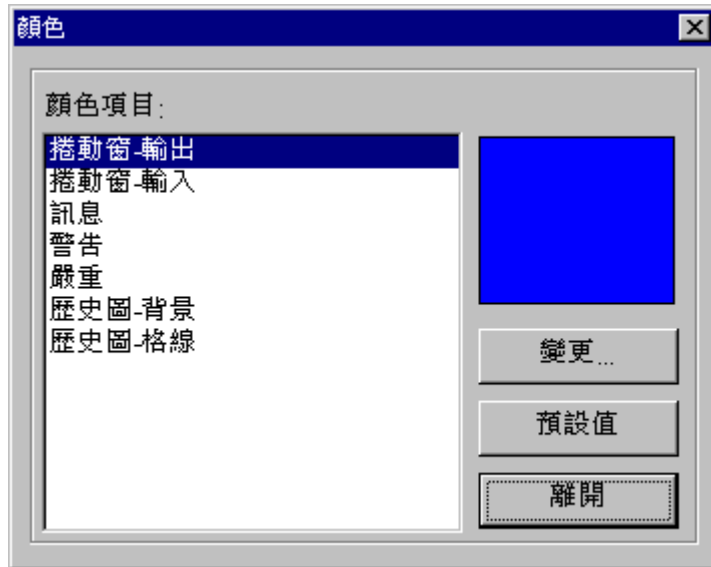 顏色
顏色項目:
捲動窗-輸出
捲動窗-輸入
訊息
警告
嚴重
歷史圖-背景
歷史圖-格線
變更...
預設值
離開